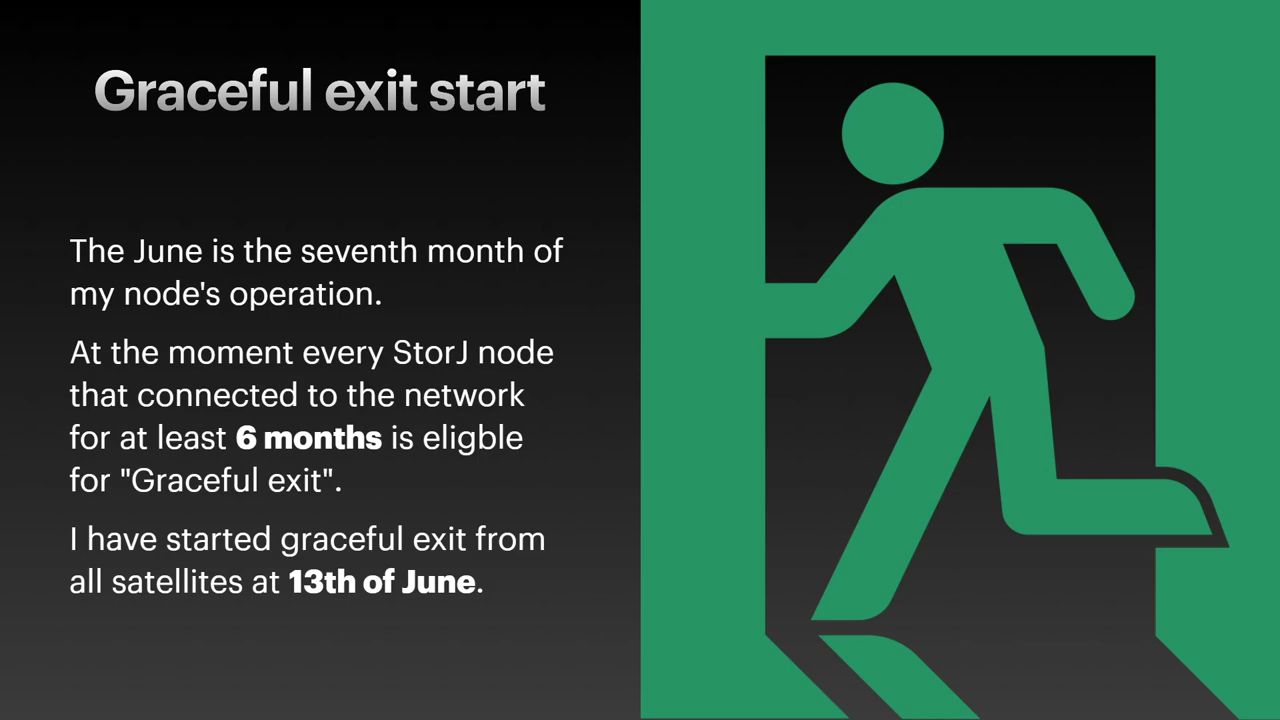 Graceful exit start
The June is the seventh month of
my node's operation.
At the moment every StorJ node
that connected to the network
for at least 6 months is eligble
for "Graceful exit".
I have started graceful exit from
all satellites at 13th of June.